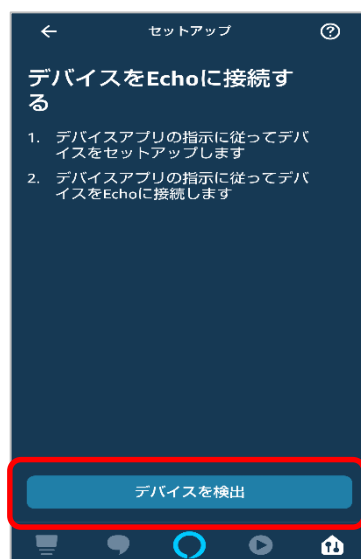 セットアップ
デバイスをEchoに接続す
る
1. デバイスアプリの指示に従ってデバ
イスをセットアップします
2. デバイスアプリの指示に従ってデバ
イスをEchoに接続します
デバイスを検出